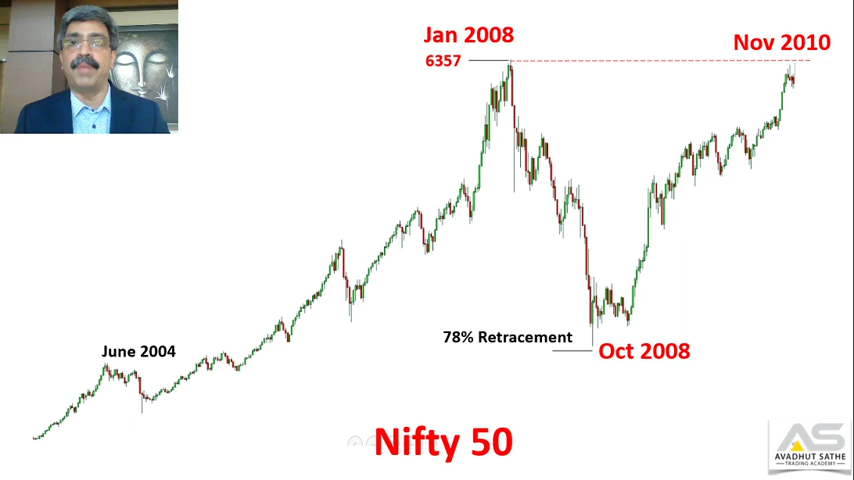 Jan 2008
6357
Nov 2010
78% Retracement
Oct 2008
June 2004
Nifty 50
AS
AVADHUT SATHE
TRADING ACADEMY